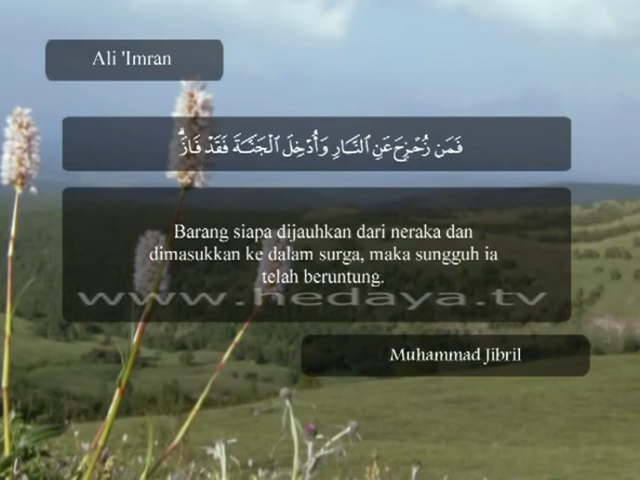 Ali 'Imran
فَمَن زُحْزِحَ عَنِ ٱلنَّارِ وَأُدْخِلَ ٱلْجَنَّةَ فَقَدْ فَازَ ۗ
Barang siapa dijauhkan dari neraka dan
dimasukkan ke dalam surga, maka sungguh ia
telah beruntung.
www.hedaya.tv
Muhammad Jibril